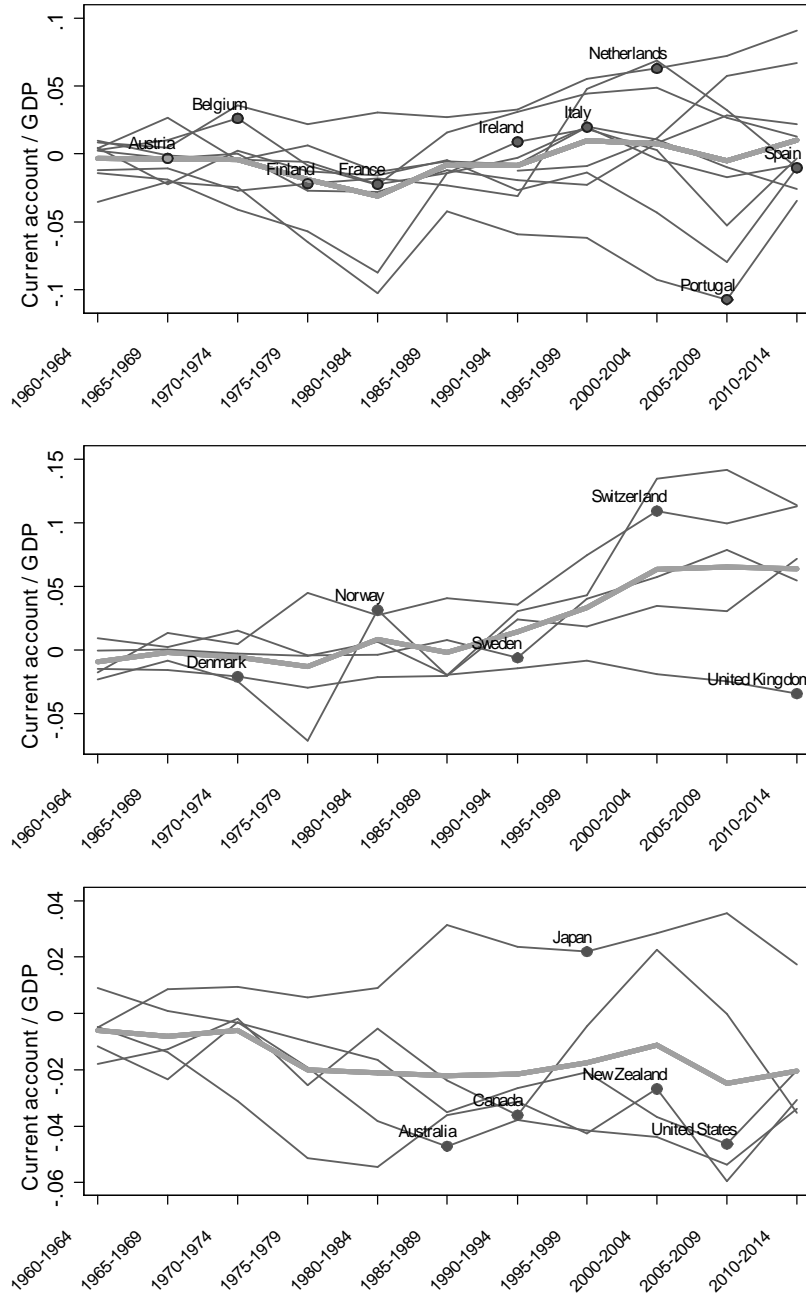 Current account / GDP
.1
.05
0
-.05
-.1
Netherlands
Belgium
Italy
Ireland
Austria
Spain
Finland
France
Portugal
1960-1964
1965-1969
1970-1974
1975-1979
1980-1984
1985-1989
1990-1994
1995-1999
2000-2004
2005-2009
2010-2014
Current account / GDP
.15
.1
.05
0
-.05
Switzerland
Norway
Sweden
Denmark
United Kingdom
1960-1964
1965-1969
1970-1974
1975-1979
1980-1984
1985-1989
1990-1994
1995-1999
2000-2004
2005-2009
2010-2014
Current account / GDP
.04
.02
0
-.02
-.04
-.06
Japan
New Zealand
Canada
Australia
United States
1960-1964
1965-1969
1970-1974
1975-1979
1980-1984
1985-1989
1990-1994
1995-1999
2000-2004
2005-2009
2010-2014